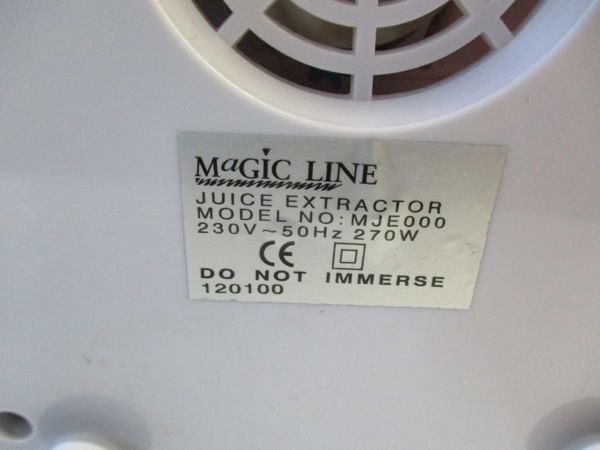 MaGIC LINE
JUICE EXTRACTOR
MODEL NO: MJE000
230V~50Hz 270W
CE
DO NOT IMMERSE
120100